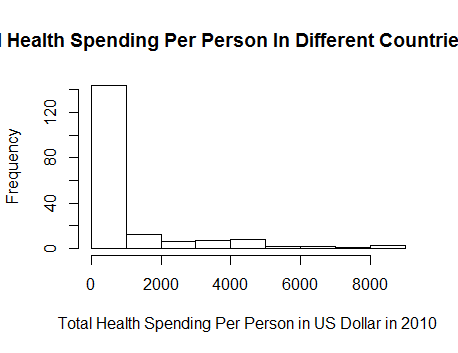 Health Spending Per Person In Different Countrie
120
80
40
0
Frequency
0 2000 4000 6000 8000
Total Health Spending Per Person in US Dollar in 2010